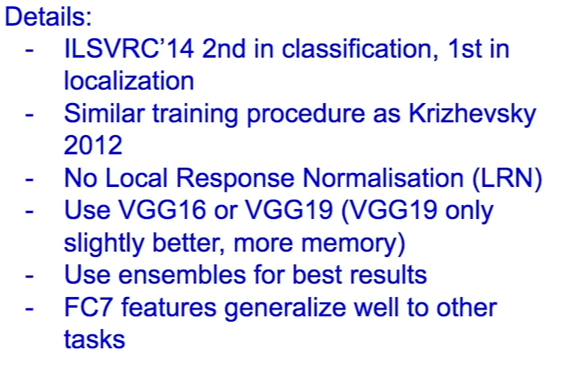 Details:
- ILSVRC’14 2nd in classification, 1st in
localization
- Similar training procedure as Krizhevsky
2012
- No Local Response Normalisation (LRN)
- Use VGG16 or VGG19 (VGG19 only
slightly better, more memory)
- Use ensembles for best results
- FC7 features generalize well to other
tasks